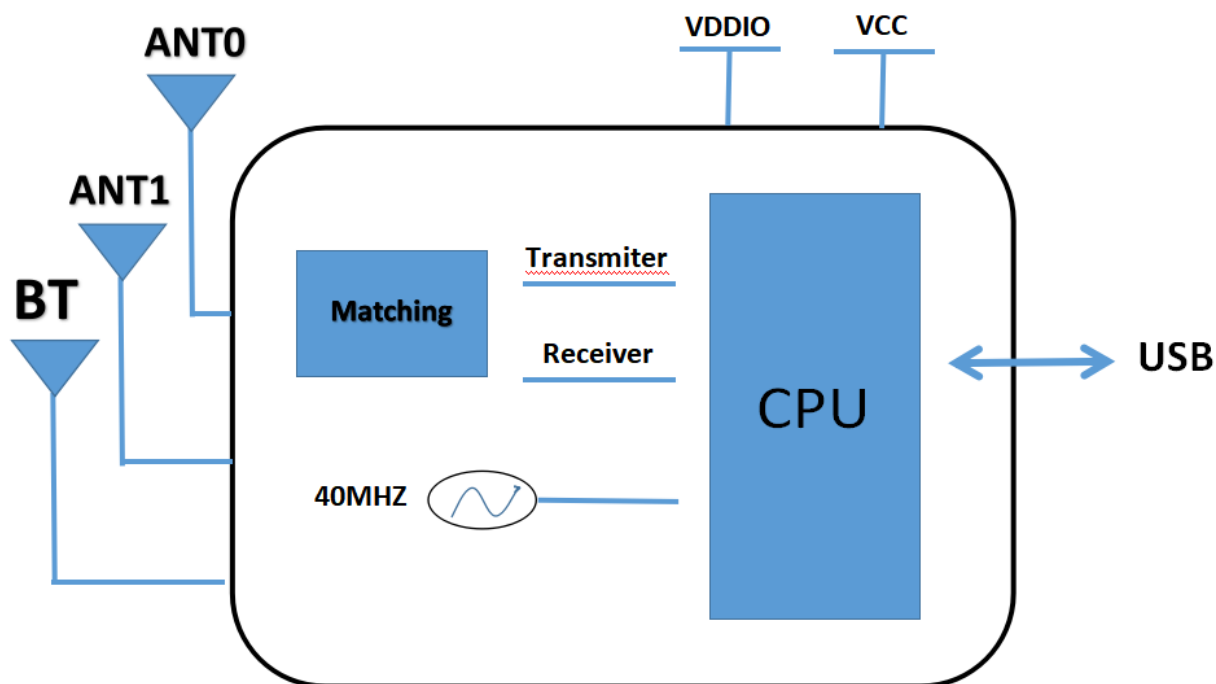 VDDIO
VCC
ANT0
ANT1
BT
Transmiter
Matching
Receiver
USB
CPU
40MHZ